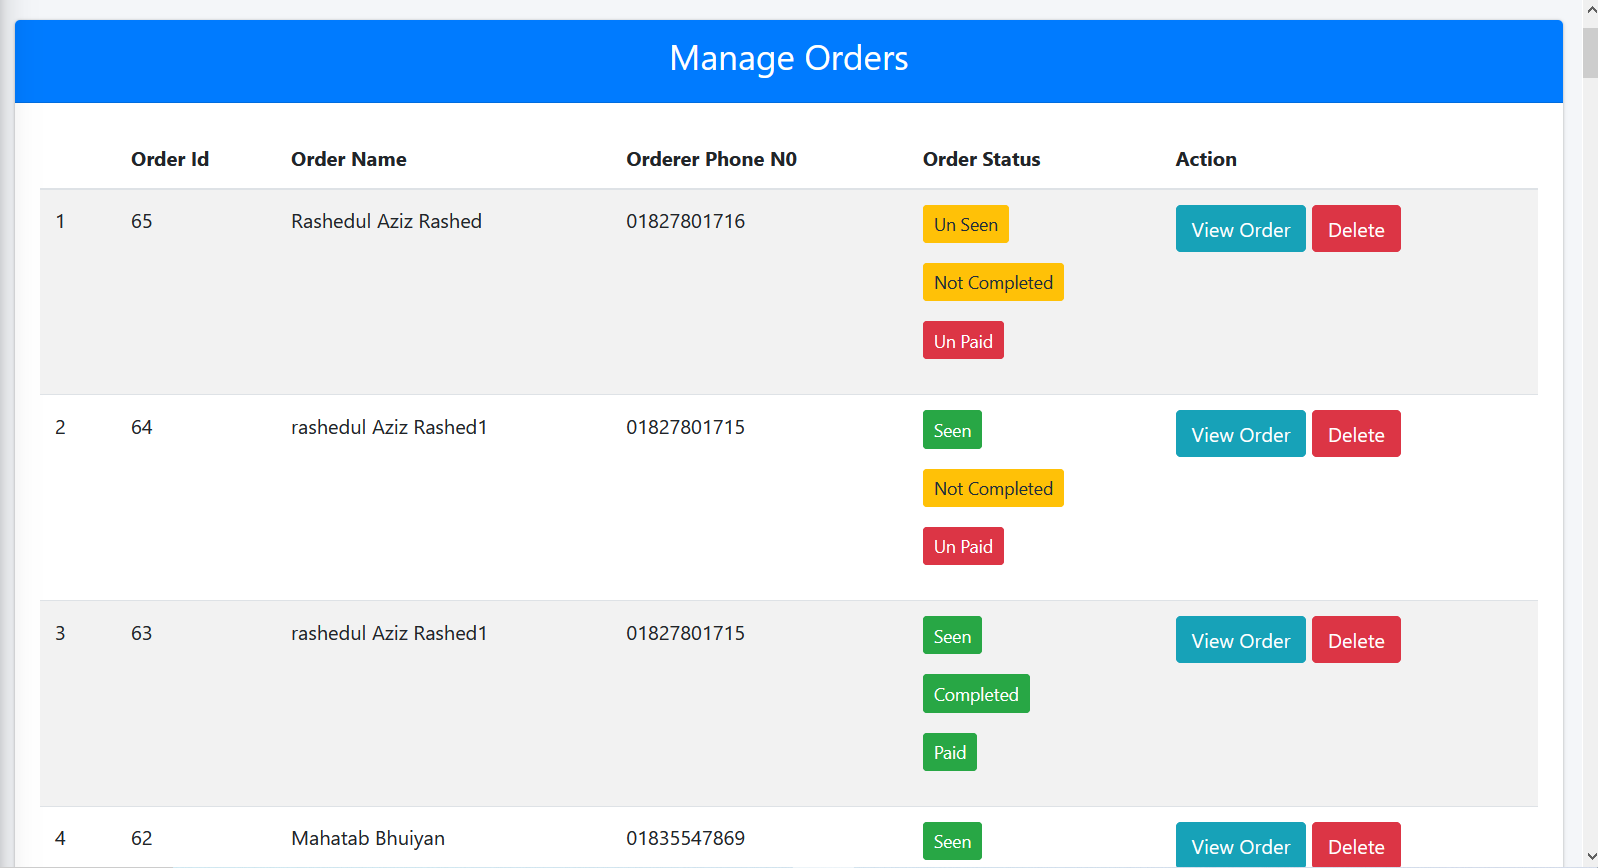 Manage Orders
Order Id Order Name Orderer Phone N0 Order Status Action
1 65 Rashedul Aziz Rashed 01827801716 Un Seen View Order Delete
Not Completed
Un Paid
2 64 rashedul Aziz Rashed1 01827801715 Seen View Order Delete
Not Completed
Un Paid
3 63 rashedul Aziz Rashed1 01827801715 Seen View Order Delete
Completed
Paid
4 62 Mahatab Bhuiyan 01835547869 Seen View Order Delete